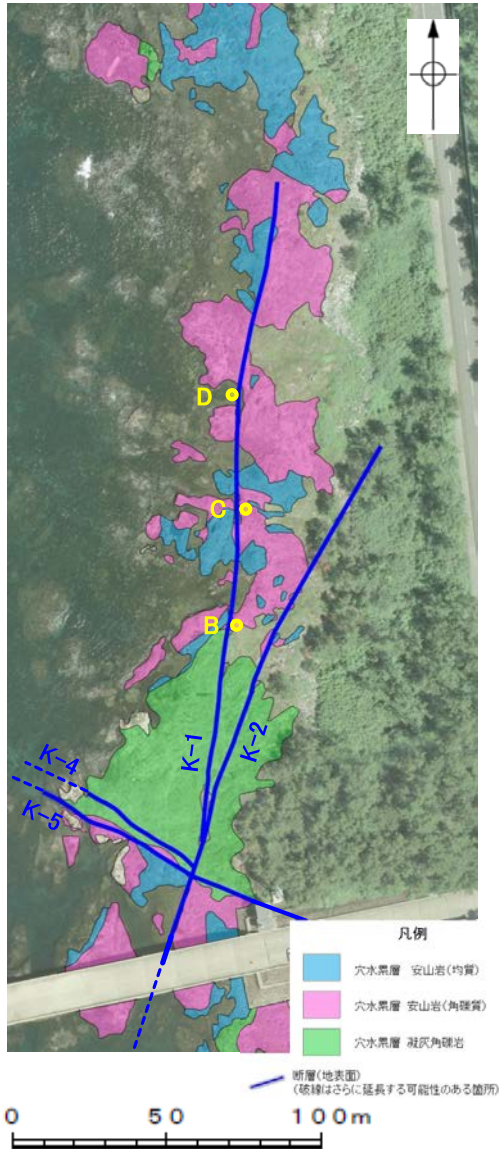 D
C
B
K-1
K-2
K-4
K-5
凡例
穴水累層 安山岩(均質)
穴水累層 安山岩(角礫質)
穴水累層 凝灰角礫岩
断層(地表面)
(破線はさらに延長する可能性のある箇所)
0 50 100m